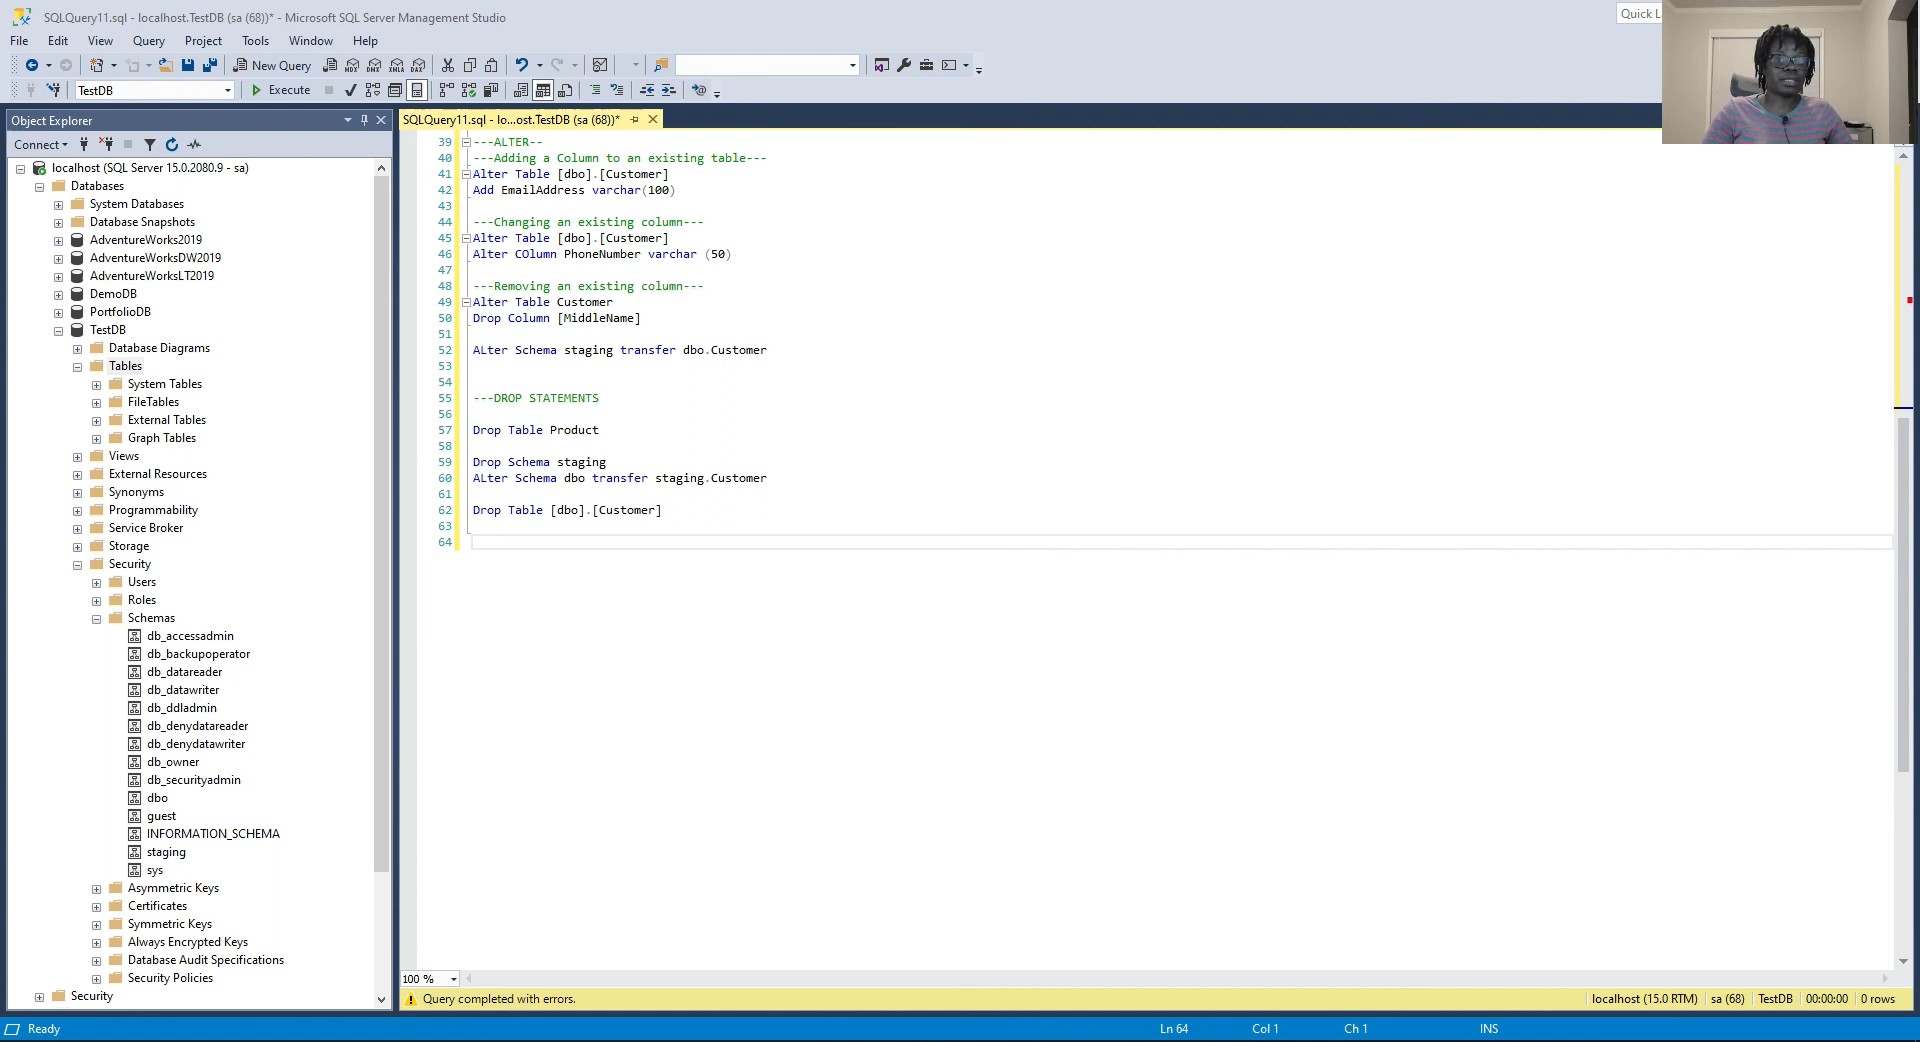 SQLQuery11.sql - localhost.TestDB (sa (68))* - Microsoft SQL Server Management Studio
Quick L
File Edit View Query Project Tools Window Help
New Query
MDX DMX XMLA DAX
TestDB
Execute
Object Explorer
SQLQuery11.sql - lo...ost.TestDB (sa (68))*
Connect
localhost (SQL Server 15.0.2080.9 - sa)
Databases
System Databases
Database Snapshots
AdventureWorks2019
AdventureWorksDW2019
AdventureWorksLT2019
DemoDB
PortfolioDB
TestDB
Database Diagrams
Tables
System Tables
FileTables
External Tables
Graph Tables
Views
External Resources
Synonyms
Programmability
Service Broker
Storage
Security
Users
Roles
Schemas
db_accessadmin
db_backupoperator
db_datareader
db_datawriter
db_ddladmin
db_denydatareader
db_denydatawriter
db_owner
db_securityadmin
dbo
guest
INFORMATION_SCHEMA
staging
sys
Asymmetric Keys
Certificates
Symmetric Keys
Always Encrypted Keys
Database Audit Specifications
Security Policies
Security
39 ---ALTER--
40 ---Adding a Column to an existing table---
41 Alter Table [dbo].[Customer]
42 Add EmailAddress varchar(100)
43
44 ---Changing an existing column---
45 Alter Table [dbo].[Customer]
46 Alter COlumn PhoneNumber varchar (50)
47
48 ---Removing an existing column---
49 Alter Table Customer
50 Drop Column [MiddleName]
51
52 ALter Schema staging transfer dbo.Customer
53
54
55 ---DROP STATEMENTS
56
57 Drop Table Product
58
59 Drop Schema staging
60 ALter Schema dbo transfer staging.Customer
61
62 Drop Table [dbo].[Customer]
63
64
100 %
Query completed with errors.
localhost (15.0 RTM) sa (68) TestDB 00:00:00 0 rows
Ready
Ln 64 Col 1 Ch 1 INS